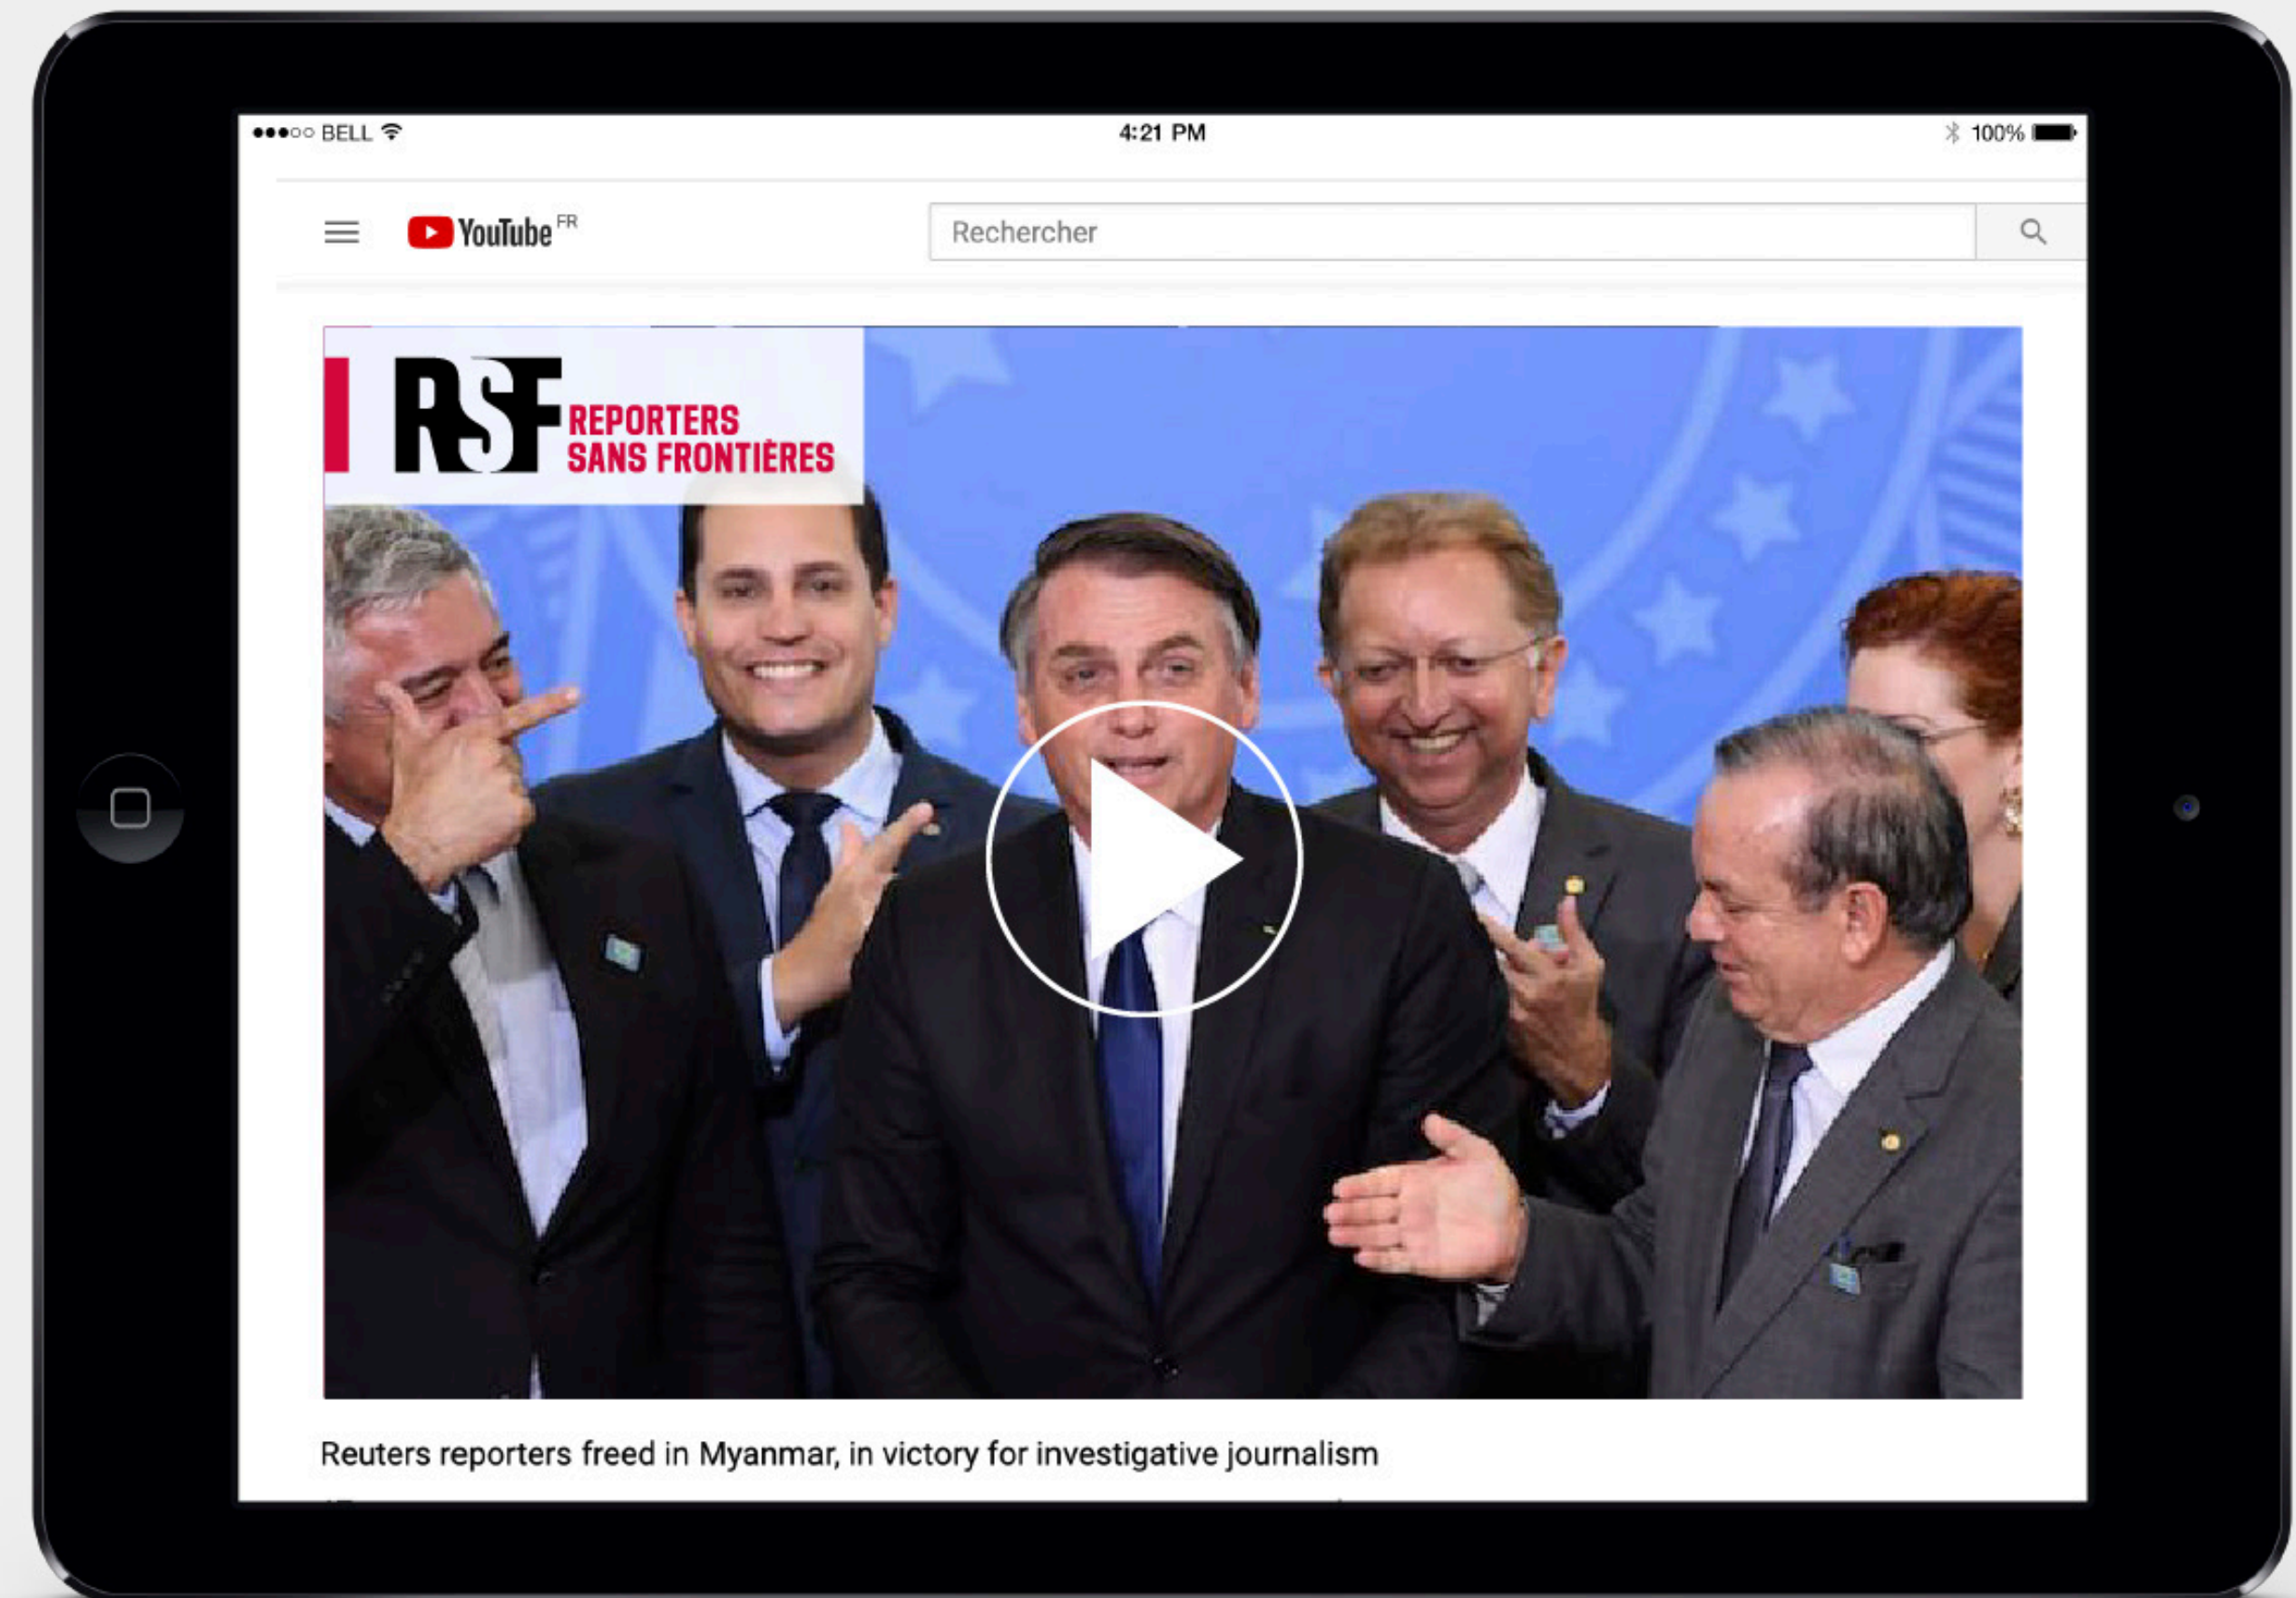 BELL
4:21 PM
100%
YouTube FR
Rechercher
RSF REPORTERS
SANS FRONTIÈRES
Reuters reporters freed in Myanmar, in victory for investigative journalism